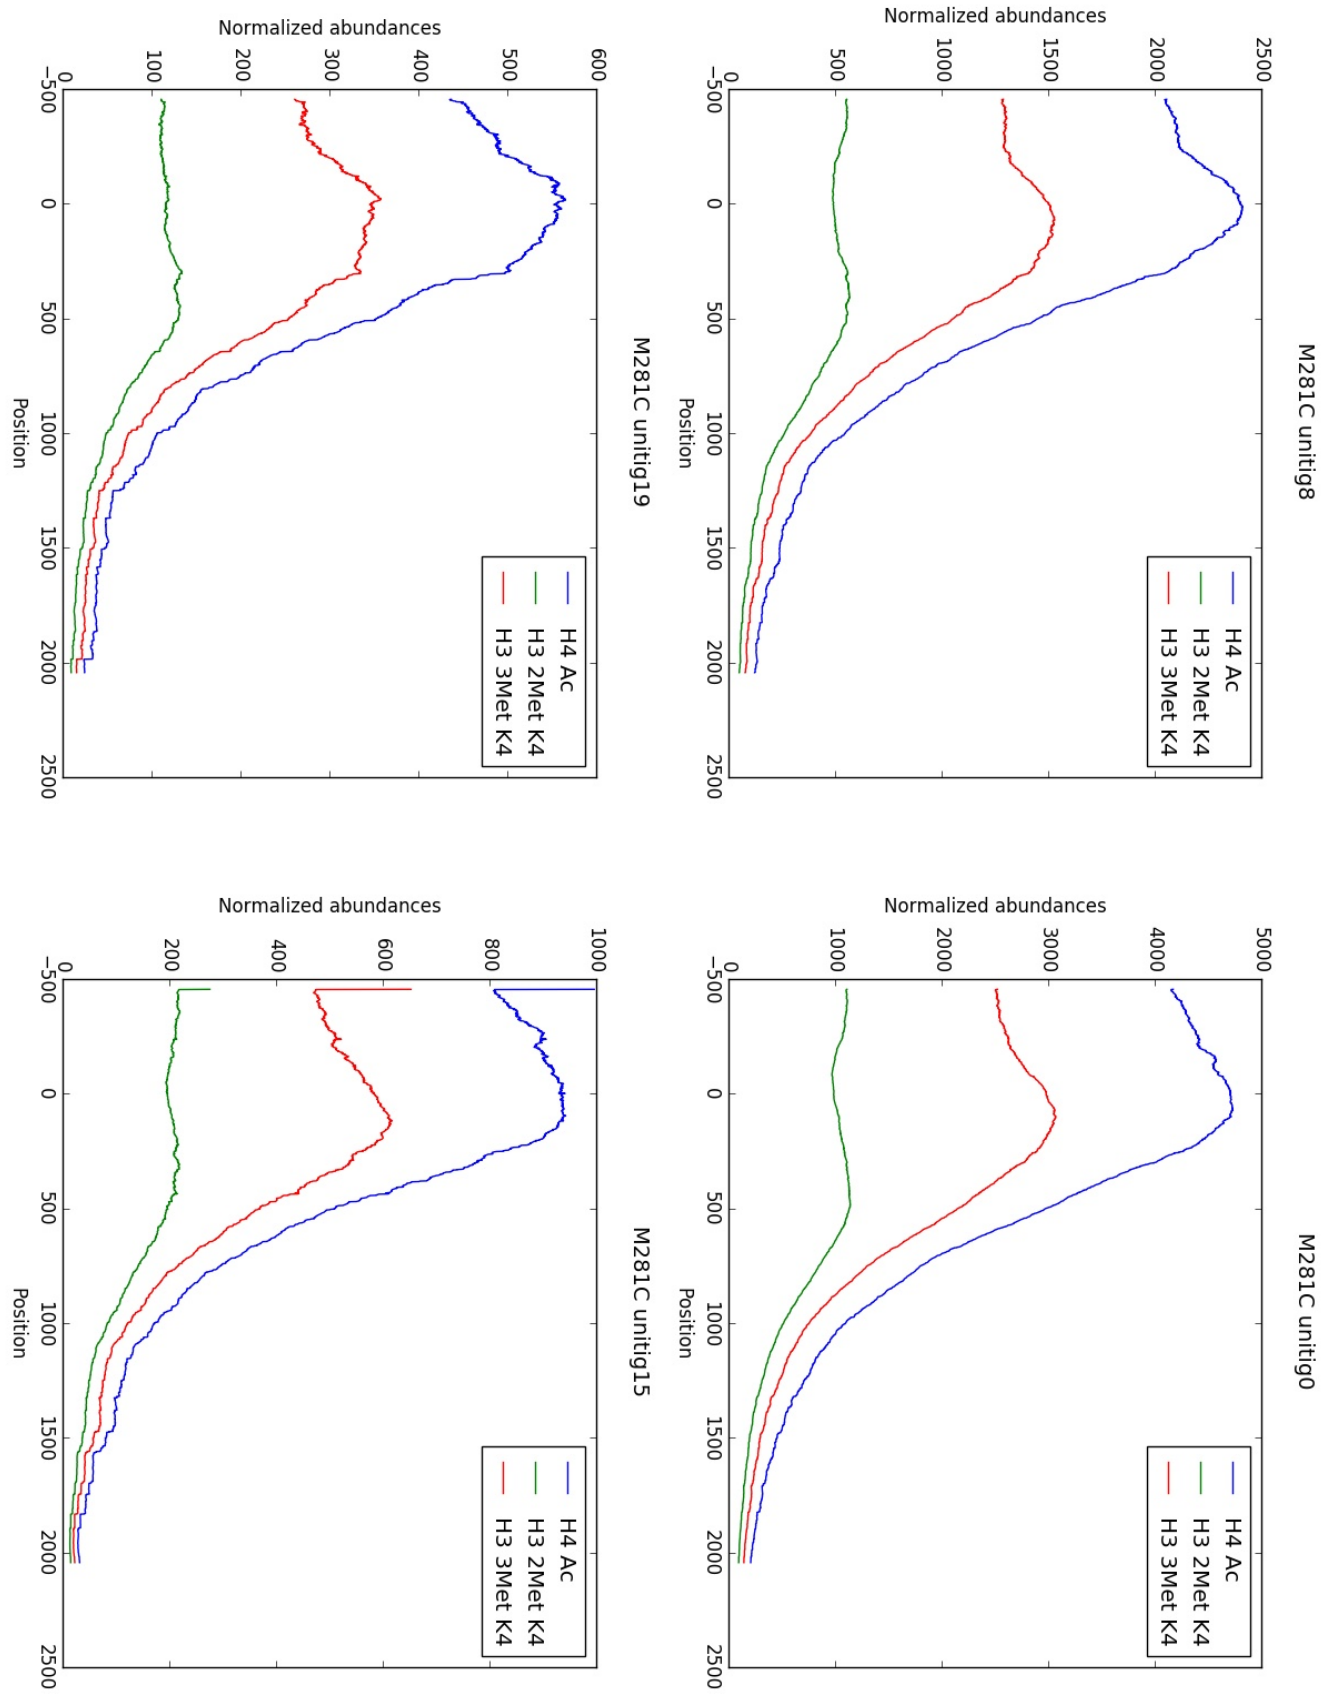 M281C unitig8
Normalized abundances
2500
2000
1500
1000
500
0
−500
0
500
1000
1500
2000
2500
Position
H4 Ac
H3 2Met K4
H3 3Met K4
M281C unitig0
Normalized abundances
5000
4000
3000
2000
1000
0
−500
0
500
1000
1500
2000
2500
Position
H4 Ac
H3 2Met K4
H3 3Met K4
M281C unitig19
Normalized abundances
600
500
400
300
200
100
0
−500
0
500
1000
1500
2000
2500
Position
H4 Ac
H3 2Met K4
H3 3Met K4
M281C unitig15
Normalized abundances
1000
800
600
400
200
0
−500
0
500
1000
1500
2000
2500
Position
H4 Ac
H3 2Met K4
H3 3Met K4